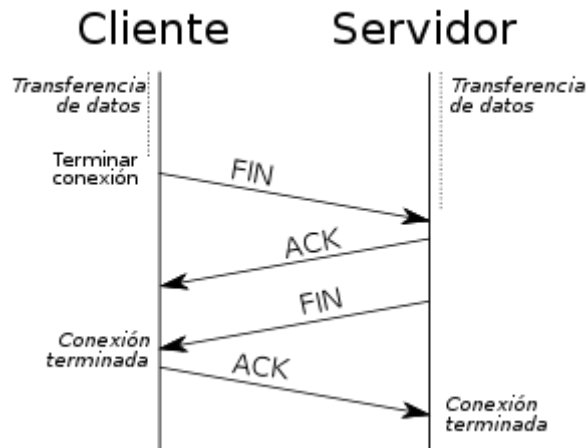 Cliente
Servidor
Transferencia
de datos
Transferencia
de datos
Terminar
conexión
FIN
ACK
FIN
Conexión
terminada
ACK
Conexión
terminada